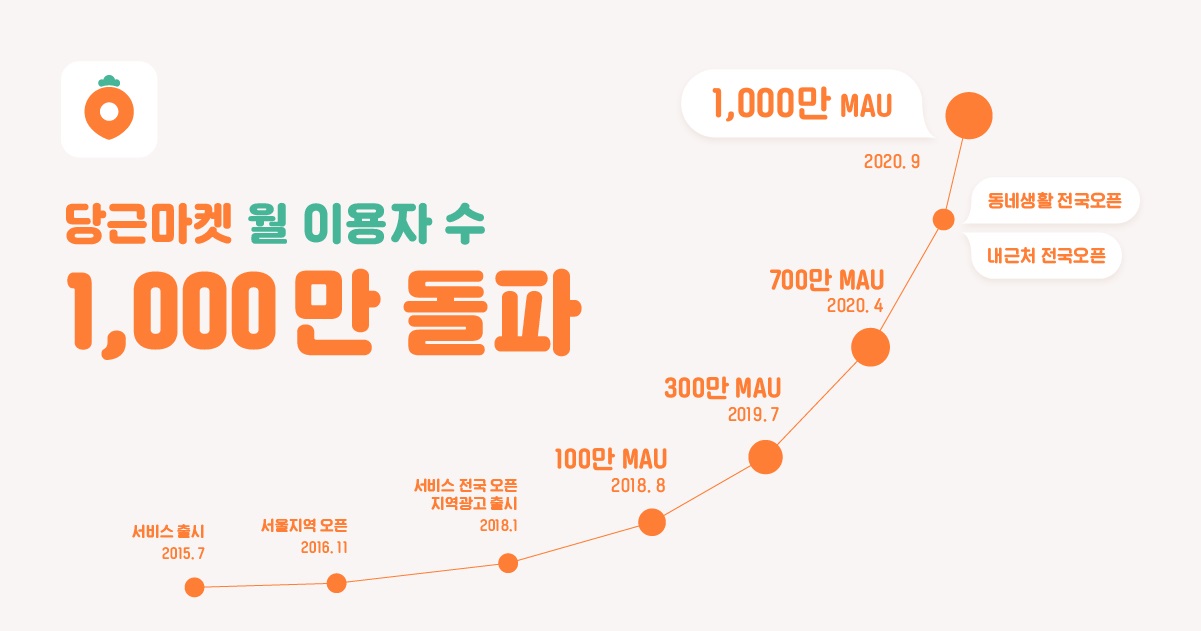 당근마켓 월 이용자 수
1,000만 돌파
서비스 출시
2015. 7
서울지역 오픈
2016. 11
서비스 전국 오픈
지역광고 출시
2018.1
100만 MAU
2018. 8
300만 MAU
2019. 7
700만 MAU
2020. 4
동네생활 전국오픈
내근처 전국오픈
1,000만 MAU
2020. 9